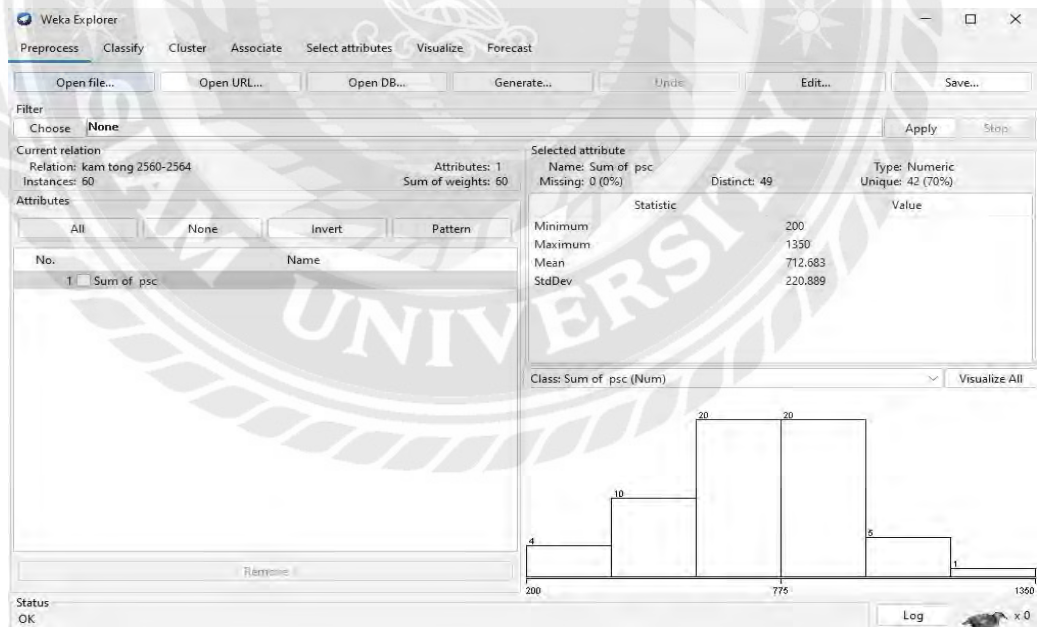 Weka Explorer
Preprocess Classify Cluster Associate Select attributes Visualize Forecast
Open file... Open URL... Open DB... Generate... Undo Edit... Save...
Filter
Choose None Apply Stop
Current relation
Relation: kam tong 2560-2564 Attributes: 1
Instances: 60 Sum of weights: 60
Attributes
All None Invert Pattern
No. Name
1 Sum of psc
Remove
Selected attribute
Name: Sum of psc Type: Numeric
Missing: 0 (0%) Distinct: 49 Unique: 42 (70%)
Statistic Value
Minimum 200
Maximum 1350
Mean 712.683
StdDev 220.889
Class: Sum of psc (Num) Visualize All
4 10 20 20 5 1
200 775 1350
Status
OK
Log x 0
SIAM UNIVERSITY